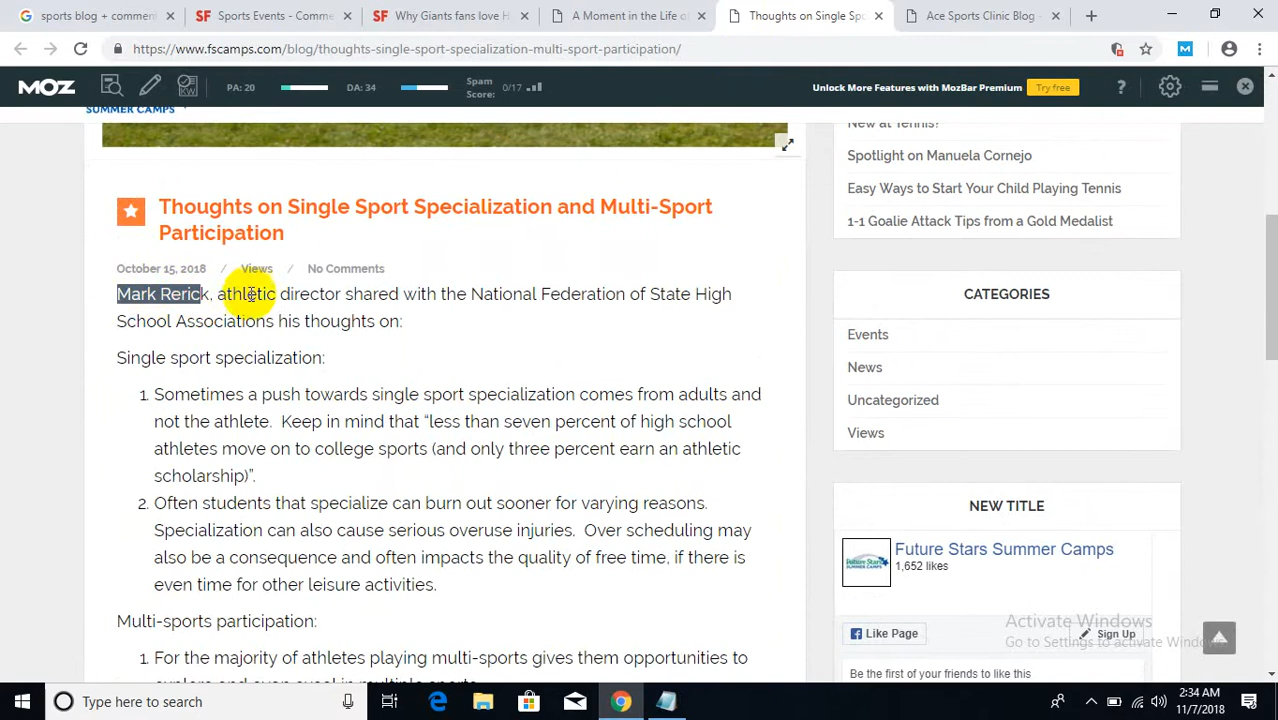 sports blog + commen
Sports Events - Comme
Why Giants fans love H
A Moment in the Life of
Thoughts on Single Spo
Ace Sports Clinic Blog -
https://www.fscamps.com/blog/thoughts-single-sport-specialization-multi-sport-participation/
MOZ
PA: 20
DA: 34
Spam Score: 0/17
Unlock More Features with MozBar Premium
Try free
SUMMER CAMPS
New at Tennis?
Spotlight on Manuela Cornejo
Easy Ways to Start Your Child Playing Tennis
1-1 Goalie Attack Tips from a Gold Medalist
Thoughts on Single Sport Specialization and Multi-Sport
Participation
October 15, 2018 / Views / No Comments
Mark Rerick, athletic director shared with the National Federation of State High
School Associations his thoughts on:
Single sport specialization:
1. Sometimes a push towards single sport specialization comes from adults and
not the athlete. Keep in mind that “less than seven percent of high school
athletes move on to college sports (and only three percent earn an athletic
scholarship)”.
2. Often students that specialize can burn out sooner for varying reasons.
Specialization can also cause serious overuse injuries. Over scheduling may
also be a consequence and often impacts the quality of free time, if there is
even time for other leisure activities.
Multi-sports participation:
1. For the majority of athletes playing multi-sports gives them opportunities to
explore and even excel in multiple sports
CATEGORIES
Events
News
Uncategorized
Views
NEW TITLE
Future Stars Summer Camps
1,652 likes
Like Page
Sign Up
Be the first of your friends to like this
Activate Windows
Go to Settings to activate Windows.
Type here to search
2:34 AM
11/7/2018